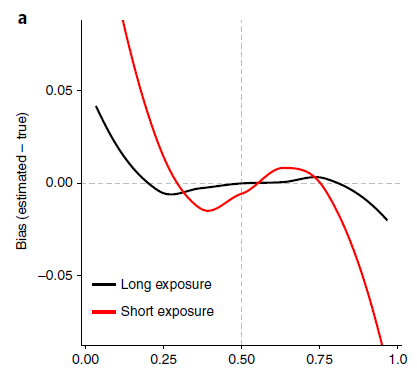 a
Bias (estimated – true)
0.05
0.00
–0.05
Long exposure
Short exposure
0.00 0.25 0.50 0.75 1.0